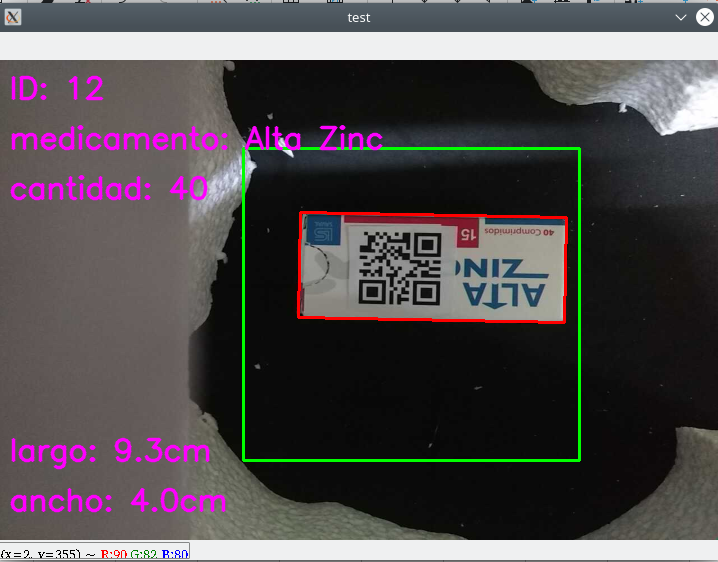 test
ID: 12
medicamento: Alta Zinc
cantidad: 40
15
40 Comprimidos
ALTA
ZINC
largo: 9.3cm
ancho: 4.0cm
(x=2, y=355) ~ R:90 G:82 B:80